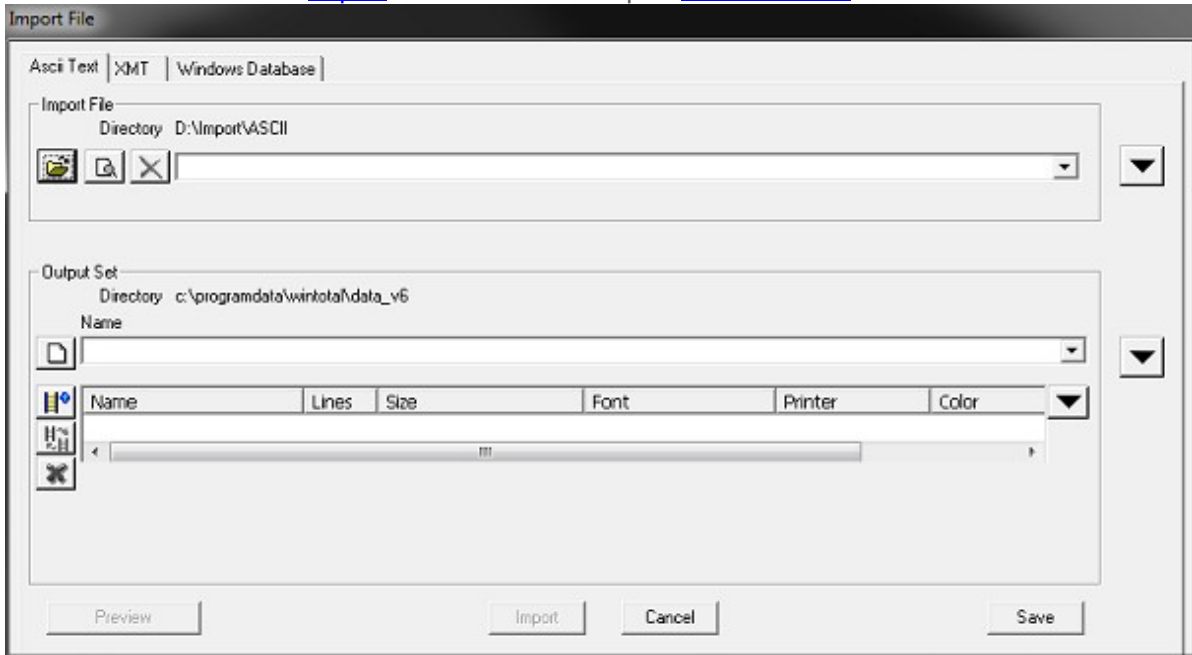 Import File
Ascii Text XMT Windows Database
Import File
Directory D:\Import\ASCII
Output Set
Directory c:\programdata\wintotal\data_v6
Name
Name Lines Size Font Printer Color
Preview Import Cancel Save